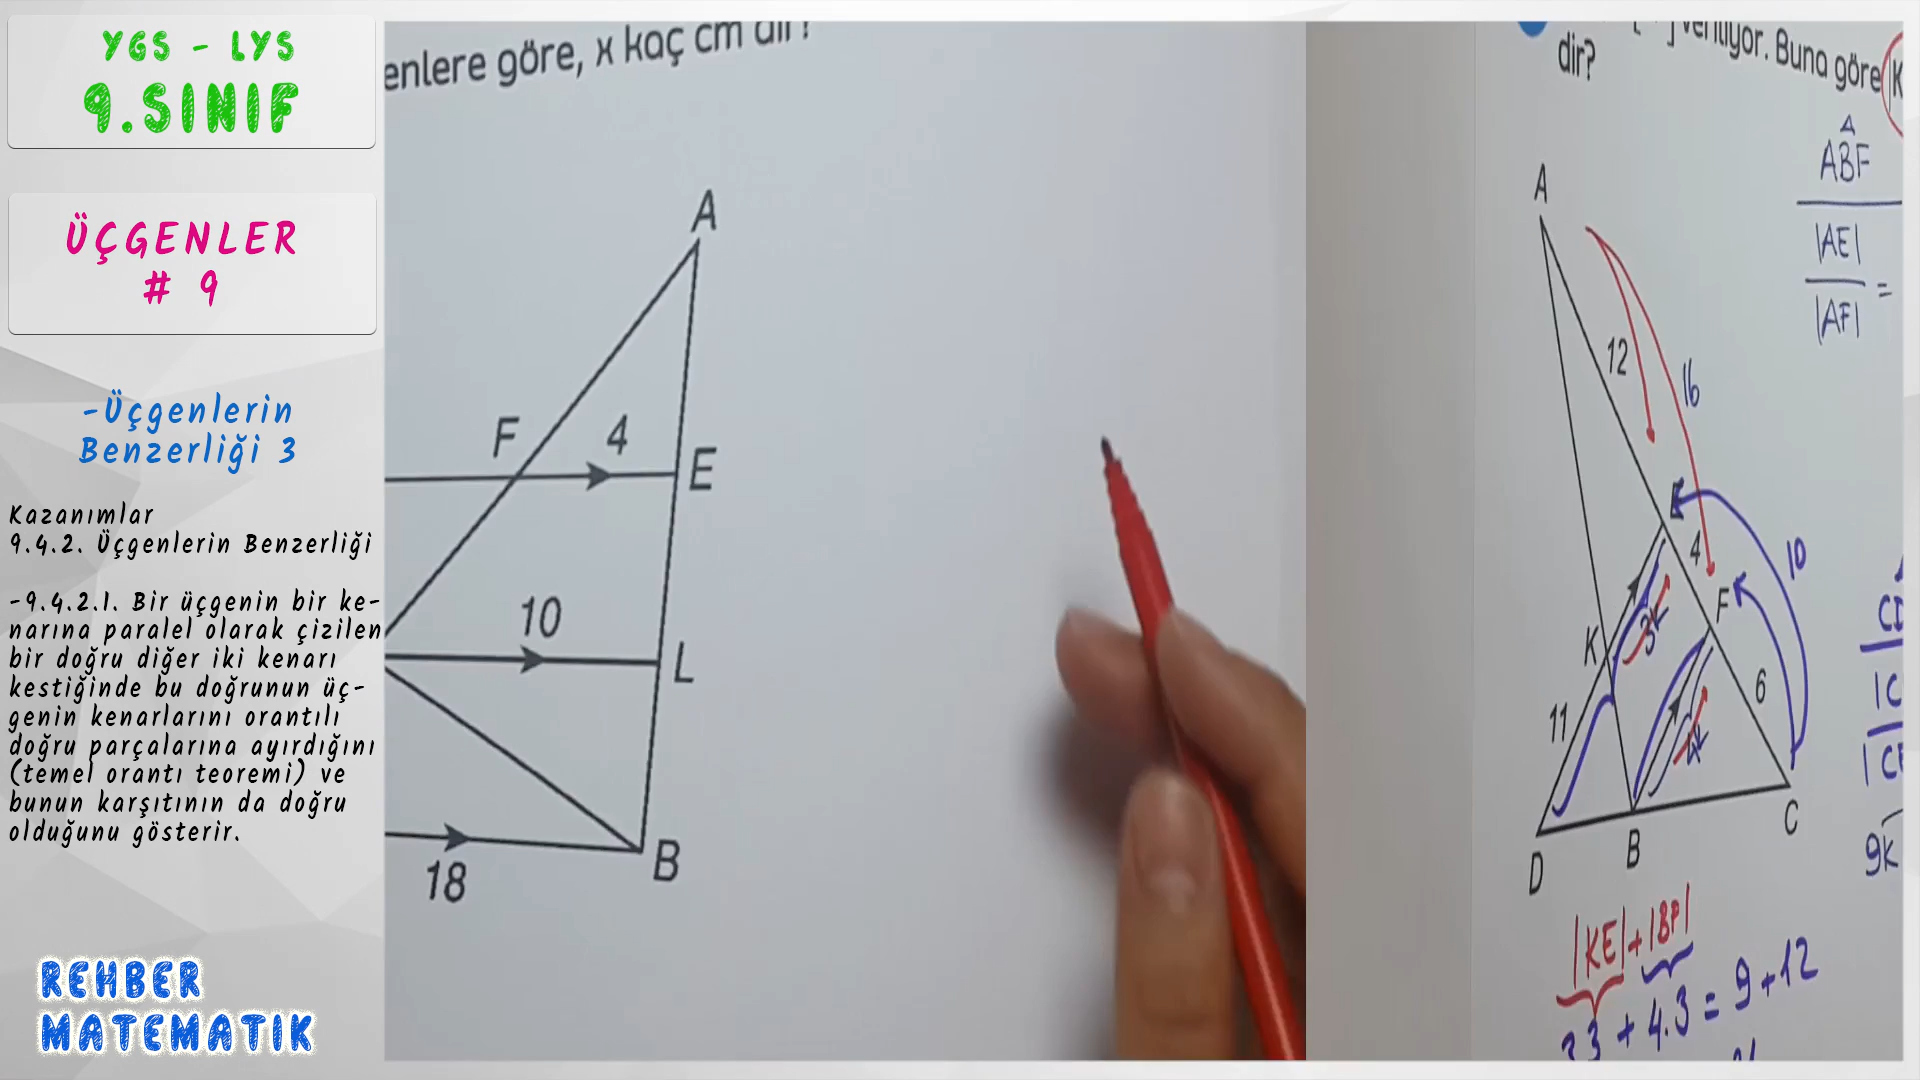 YGS - LYS
9.SINIF
ÜÇGENLER
# 9
-Üçgenlerin
Benzerliği 3
Kazanımlar
9.4.2. Üçgenlerin Benzerliği
-9.4.2.1. Bir üçgenin bir ke-
narına paralel olarak çizilen
bir doğru diğer iki kenarı
kestiğinde bu doğrunun üç-
genin kenarlarını orantılı
doğru parçalarına ayırdığını
(temel orantı teoremi) ve
bunun karşıtının da doğru
olduğunu gösterir.
REHBER
MATEMATIK
enlere göre, x kaç cm dir?
A
F
4
E
10
L
18
B
veriliyor. Buna göre |K
dir?
A
12
16
E
4
10
F
K
3
6
11
4
D
B
C
ABF
|AE|
|AF|
=
9k
|KE|+|BF|
+ 4.3 = 9+12